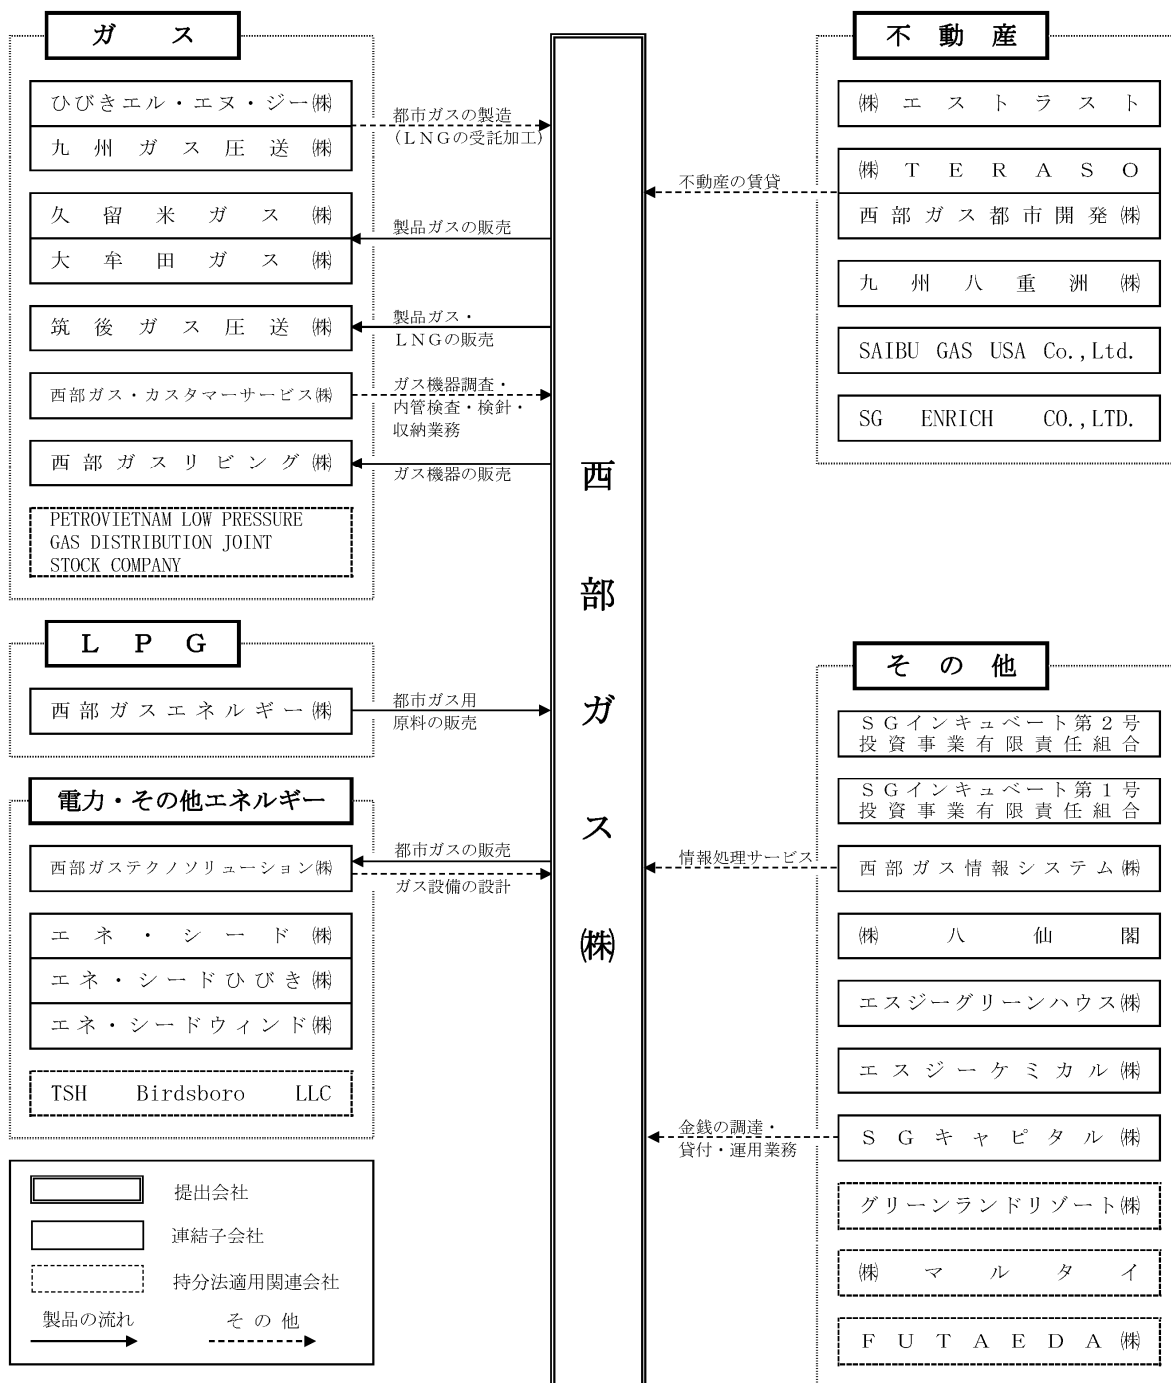 ガス
ひびきエル・エヌ・ジー㈱
九州ガス圧送㈱
都市ガスの製造
(LNGの受託加工)
久留米ガス㈱
大牟田ガス㈱
製品ガスの販売
筑後ガス圧送㈱
製品ガス・
LNGの販売
西部ガス・カスタマーサービス㈱
ガス機器調査・
内管検査・検針・
収納業務
西部ガスリビング㈱
ガス機器の販売
PETROVIETNAM LOW PRESSURE
GAS DISTRIBUTION JOINT
STOCK COMPANY
LPG
西部ガスエネルギー㈱
都市ガス用
原料の販売
電力・その他エネルギー
西部ガステクノソリューション㈱
都市ガスの販売
ガス設備の設計
エネ・シード㈱
エネ・シードひびき㈱
エネ・シードウィンド㈱
TSH Birdsboro LLC
提出会社
連結子会社
持分法適用関連会社
製品の流れ
その他
西部ガス㈱
不動産
㈱エストラスト
㈱TERASO
西部ガス都市開発㈱
不動産の賃貸
九州八重洲㈱
SAIBU GAS USA Co.,Ltd.
SG ENRICH CO.,LTD.
その他
SGインキュベート第2号
投資事業有限責任組合
SGインキュベート第1号
投資事業有限責任組合
情報処理サービス
西部ガス情報システム㈱
㈱八仙閣
エスジーグリーンハウス㈱
エスジーケミカル㈱
金銭の調達・
貸付・運用業務
SGキャピタル㈱
グリーンランドリゾート㈱
㈱マルタイ
FUTAEDA㈱